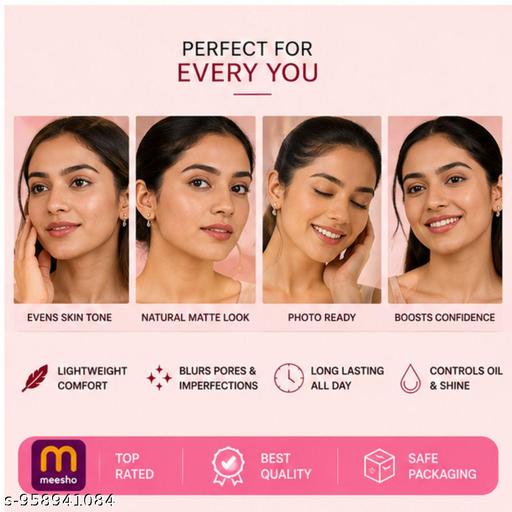 PERFECT FOR
EVERY YOU
EVENS SKIN TONE
NATURAL MATTE LOOK
PHOTO READY
BOOSTS CONFIDENCE
LIGHTWEIGHT
COMFORT
BLURS PORES &
IMPERFECTIONS
LONG LASTING
ALL DAY
CONTROLS OIL
& SHINE
meesho
TOP
RATED
BEST
QUALITY
SAFE
PACKAGING
s-958941084